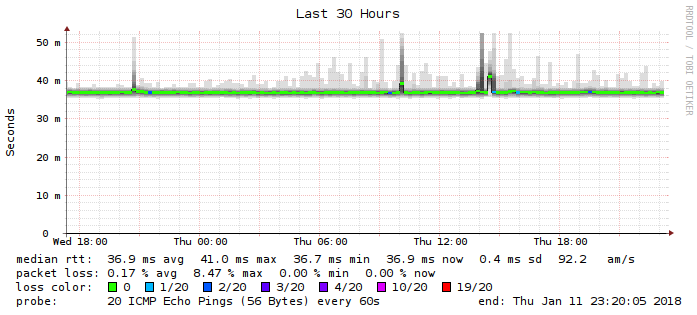 Last 30 Hours
RRDTOOL / TOBI OETIKER
Seconds
50 m
40 m
30 m
20 m
10 m
0
Wed 18:00 Thu 00:00 Thu 06:00 Thu 12:00 Thu 18:00
median rtt: 36.9 ms avg 41.0 ms max 36.7 ms min 36.9 ms now 0.4 ms sd 92.2 am/s
packet loss: 0.17 % avg 8.47 % max 0.00 % min 0.00 % now
loss color: 0 1/20 2/20 3/20 4/20 10/20 19/20
probe: 20 ICMP Echo Pings (56 Bytes) every 60s end: Thu Jan 11 23:20:05 2018